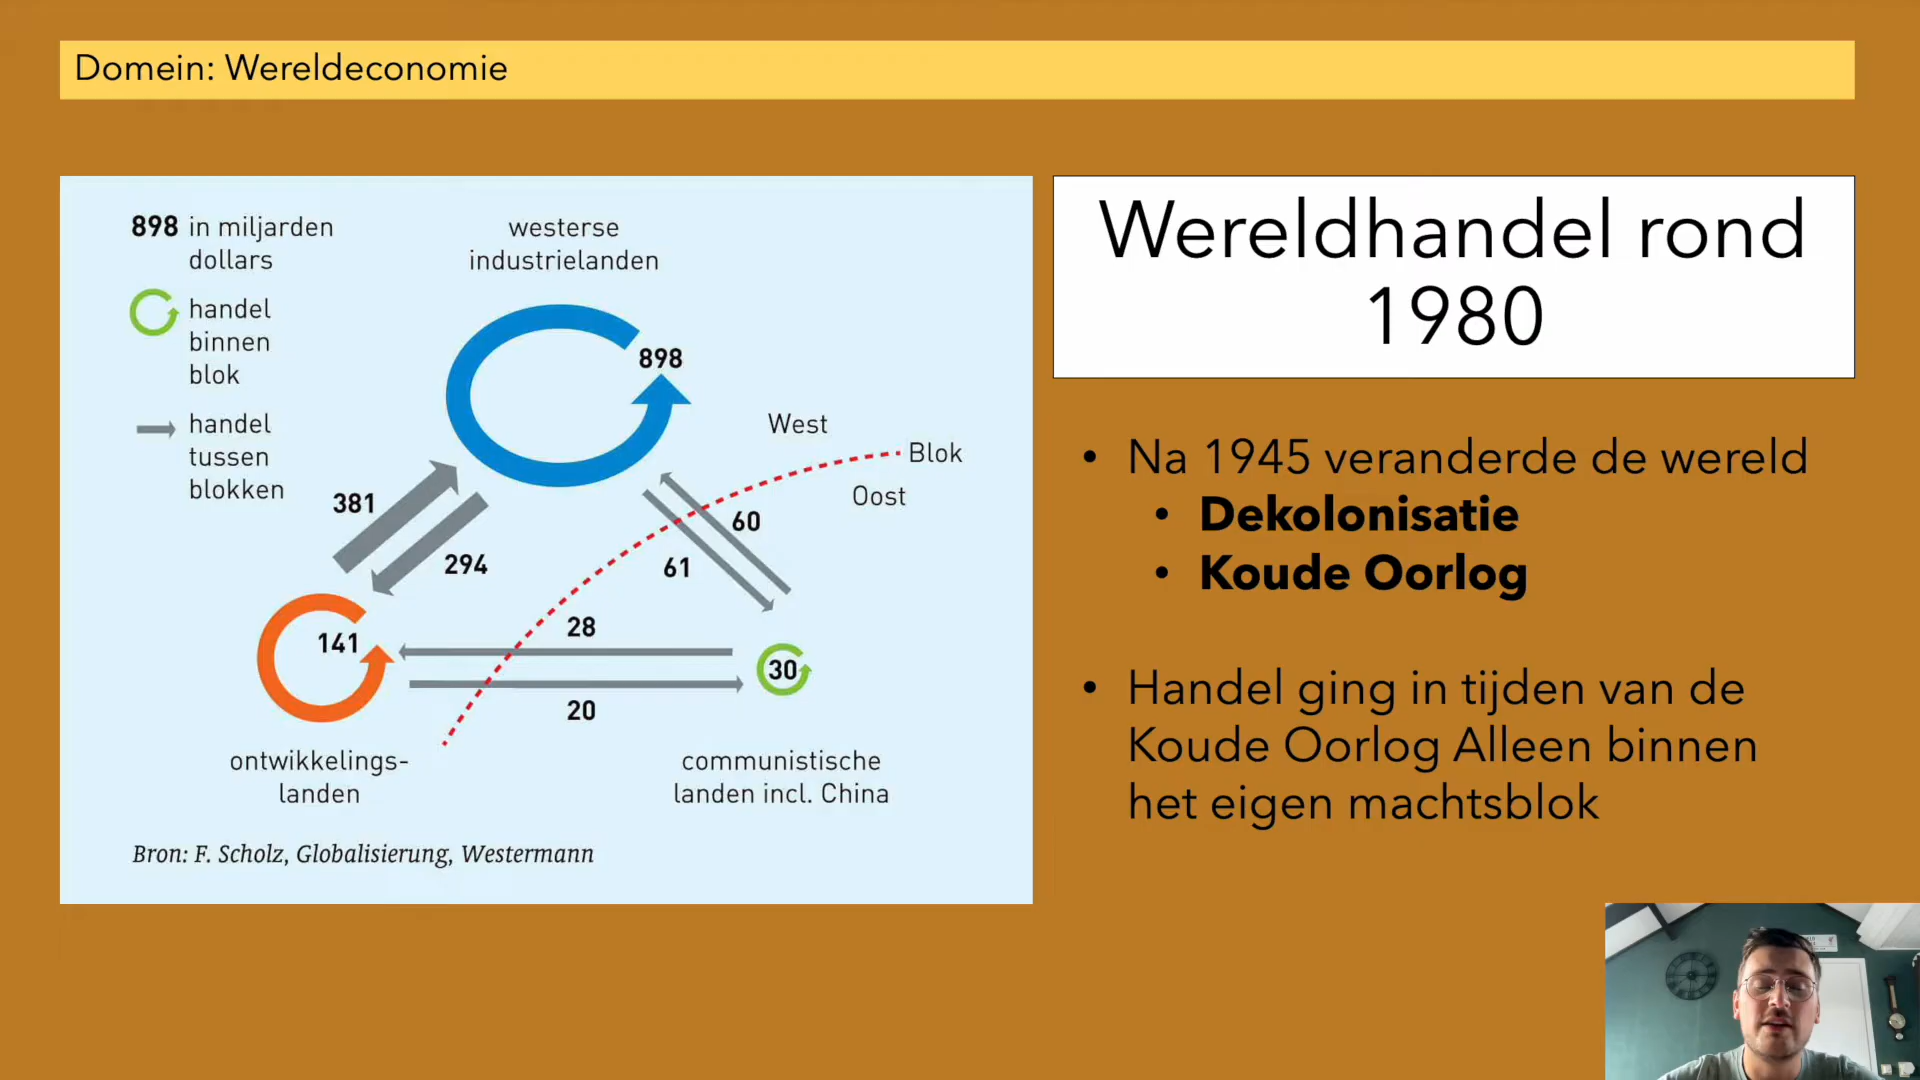 Domein: Wereldeconomie
898 in miljarden
dollars
handel
binnen
blok
handel
tussen
blokken
westerse
industrielanden
898
West
Blok
Oost
381
294
60
61
28
20
141
30
ontwikkelings-
landen
communistische
landen incl. China
Bron: F. Scholz, Globalisierung, Westermann
Wereldhandel rond
1980
• Na 1945 veranderde de wereld
• Dekolonisatie
• Koude Oorlog
• Handel ging in tijden van de
Koude Oorlog Alleen binnen
het eigen machtsblok